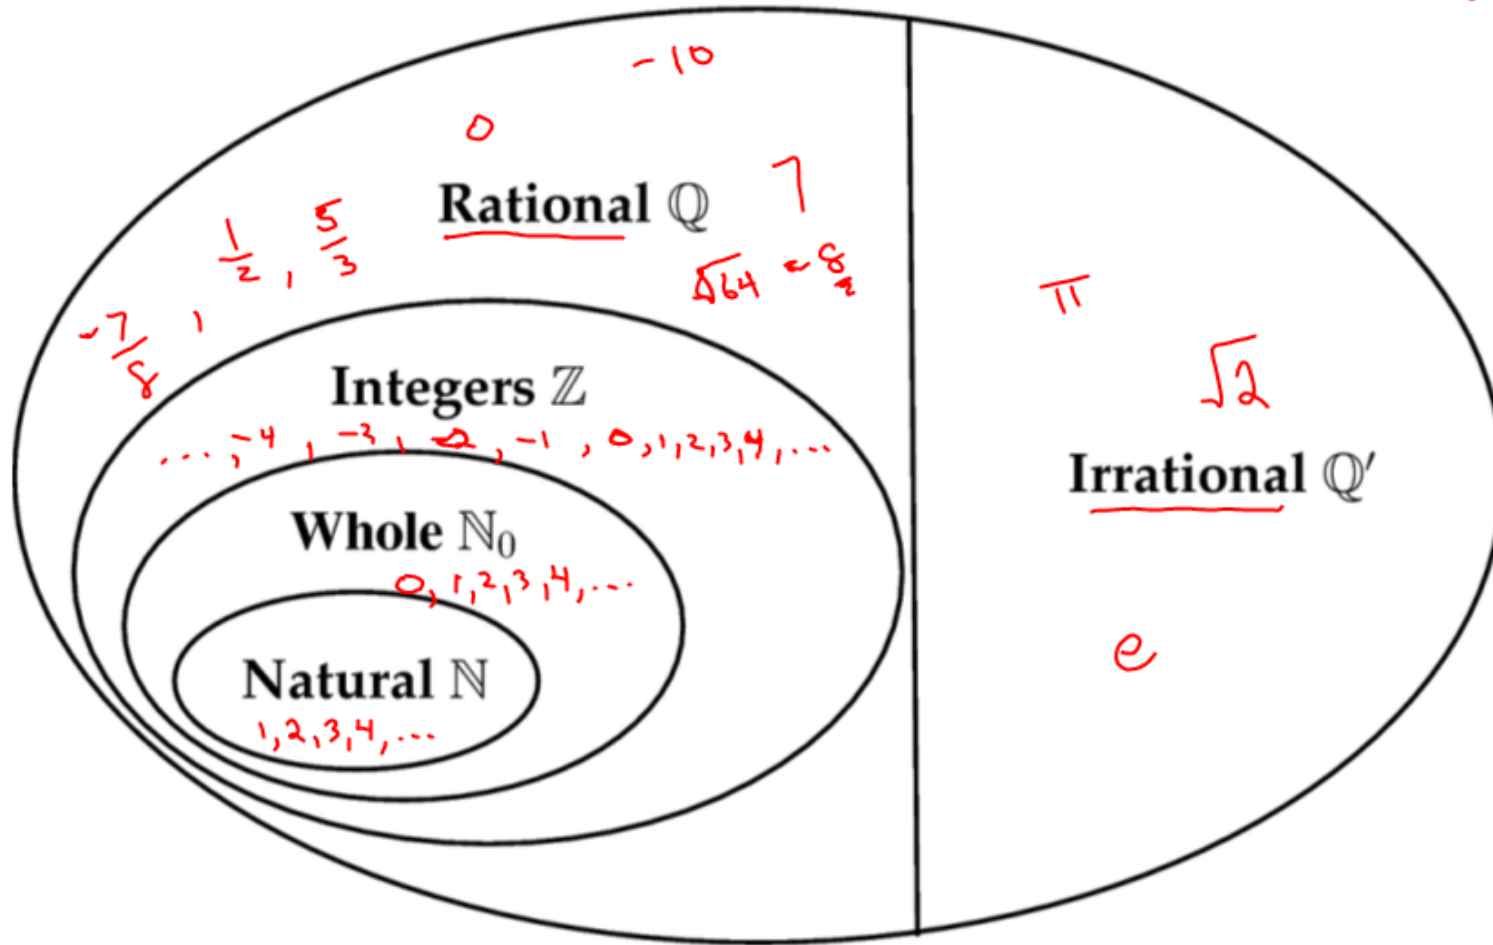 -10
0
Rational ℚ 7
1/2, 5/3
√64 = 8
-7/8,
π
√2
Integers ℤ
..., -4, -3, -2, -1, 0, 1, 2, 3, 4, ...
Irrational ℚ′
Whole ℕ₀
0, 1, 2, 3, 4, ...
e
Natural ℕ
1, 2, 3, 4, ...